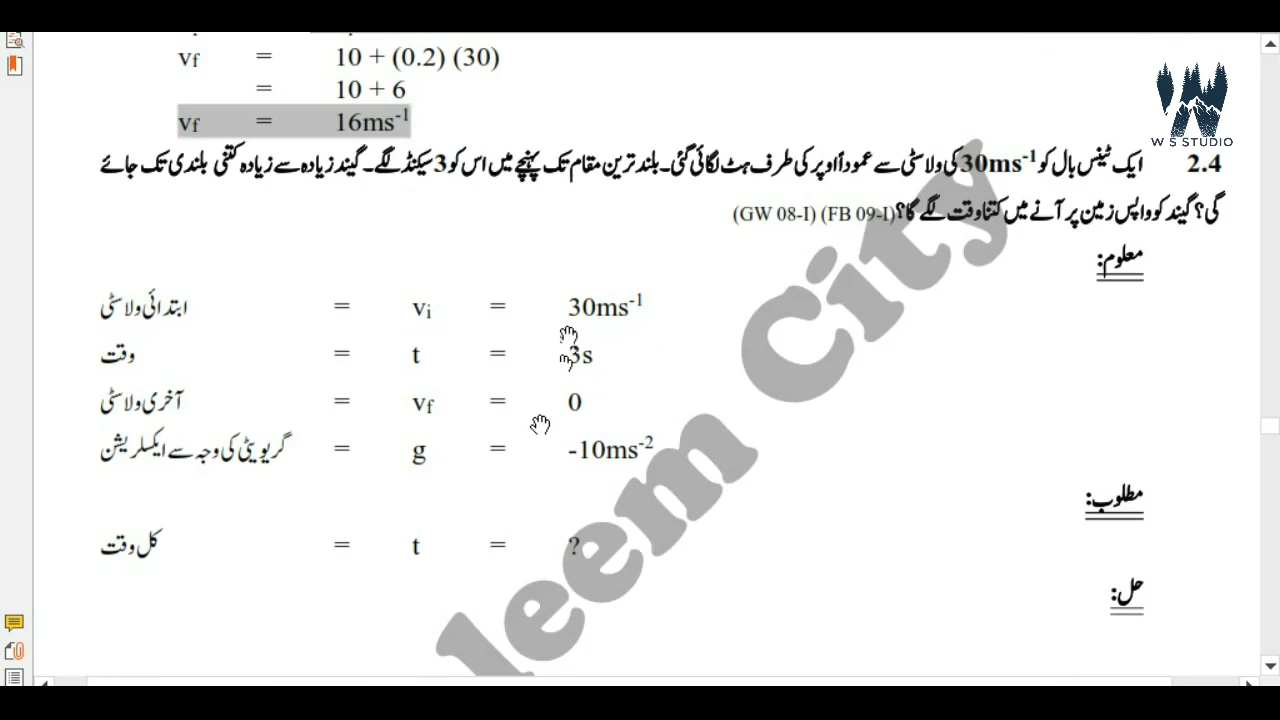 vf = 10 + (0.2) (30)
= 10 + 6
vf = 16ms-1
W S STUDIO
2.4 ایک ٹینس بال کو 30ms-1 کی ولاسٹی سے عموداً اوپر کی طرف ہٹ لگائی گئی۔ بلند ترین مقام تک پہنچے میں اس کو 3 سیکنڈ لگے۔ گیند زیادہ سے زیادہ کتنی بلندی تک جائے
گی؟ گیند کو واپس زمین پر آنے میں کتنا وقت لگے گا؟ (GW 08-I) (FB 09-I)
معلوم:
ابتدائی ولاسٹی = vi = 30ms-1
وقت = t = 3s
آخری ولاسٹی = vf = 0
گریویٹی کی وجہ سے ایکسلریشن = g = -10ms-2
مطلوب:
کل وقت = t = ?
حل:
leem City